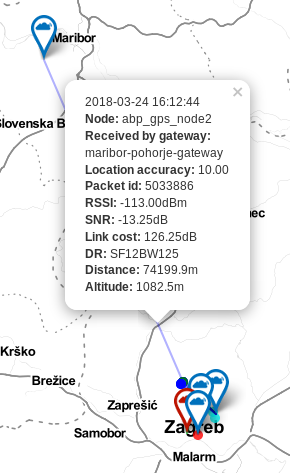 Maribor
Slovenska B
×
2018-03-24 16:12:44
Node: abp_gps_node2
Received by gateway:
maribor-pohorje-gateway
Location accuracy: 10.00
Packet id: 5033886
RSSI: -113.00dBm
SNR: -13.25dB
Link cost: 126.25dB
DR: SF12BW125
Distance: 74199.9m
Altitude: 1082.5m
nec
Krško
Brežice
Zaprešić
Zagreb
Samobor
Malarm